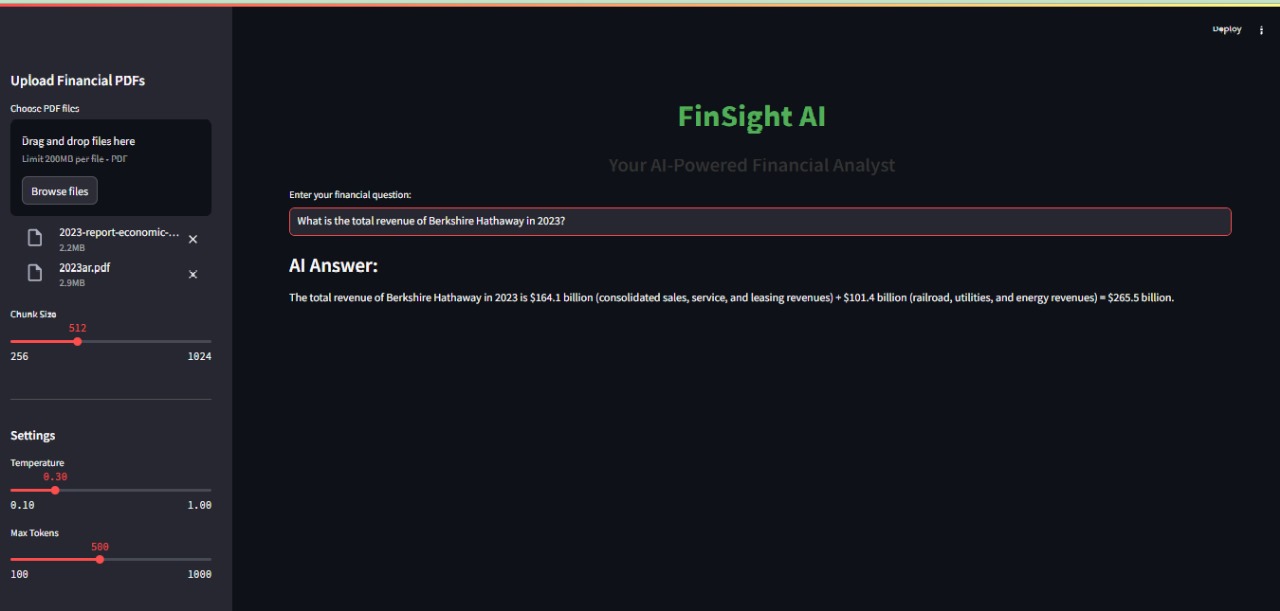 Deploy
Upload Financial PDFs
Choose PDF files
Drag and drop files here
Limit 200MB per file • PDF
Browse files
2023-report-economic-...
2.2MB
2023ar.pdf
2.9MB
Chunk Size
512
256 1024
Settings
Temperature
0.30
0.10 1.00
Max Tokens
500
100 1000
FinSight AI
Your AI-Powered Financial Analyst
Enter your financial question:
What is the total revenue of Berkshire Hathaway in 2023?
AI Answer:
The total revenue of Berkshire Hathaway in 2023 is $164.1 billion (consolidated sales, service, and leasing revenues) + $101.4 billion (railroad, utilities, and energy revenues) = $265.5 billion.